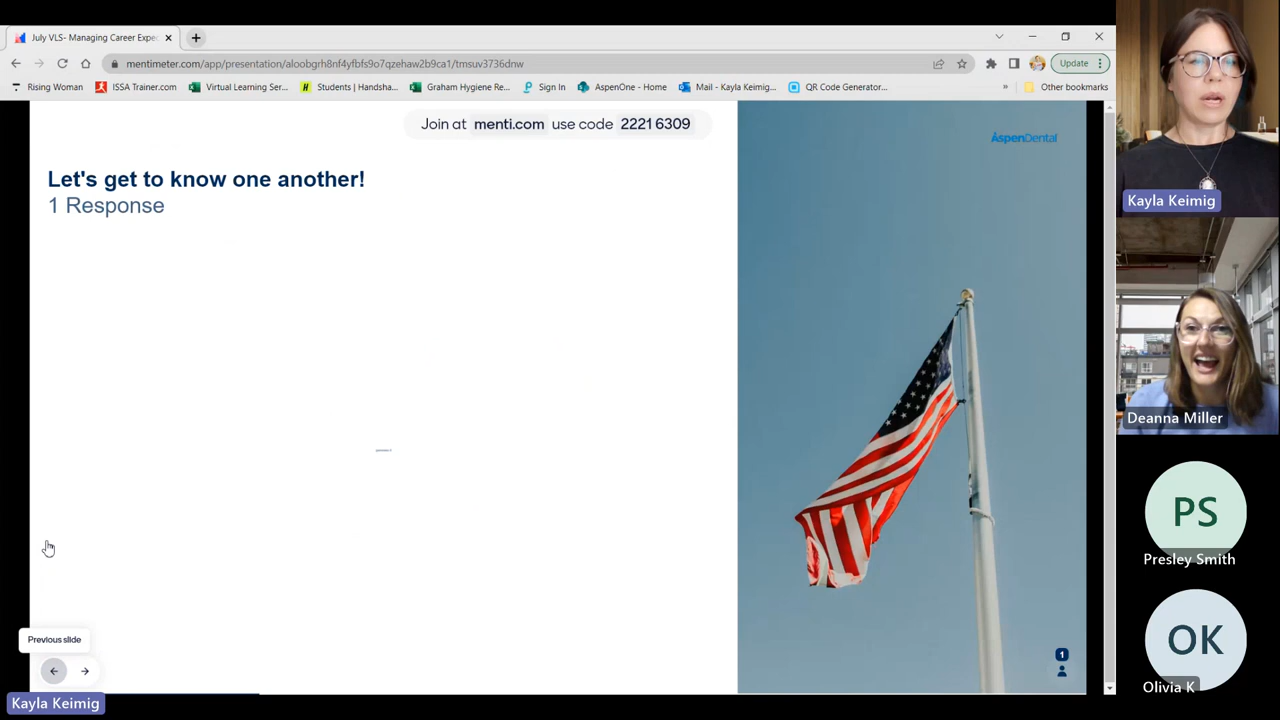 July VLS- Managing Career Expe
mentimeter.com/app/presentation/aloobgrh8nf4yfbfs9o7qzehaw2b9ca1/tmsuv3736dnw
Update
Rising Woman
ISSA Trainer.com
Virtual Learning Ser...
Students | Handsha...
Graham Hygiene Re...
Sign In
AspenOne - Home
Mail - Kayla Keimig...
QR Code Generator...
»
Other bookmarks
Join at menti.com use code 2221 6309
AspenDental
Let's get to know one another!
1 Response
Previous slide
1
Kayla Keimig
Kayla Keimig
Deanna Miller
PS
Presley Smith
OK
Olivia K